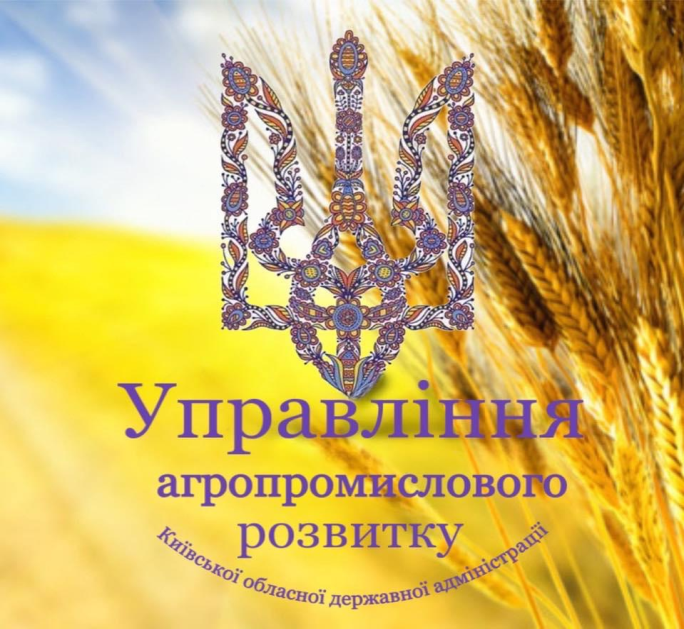 Управління
агропромислового
розвитку
Київської обласної державної адміністрації